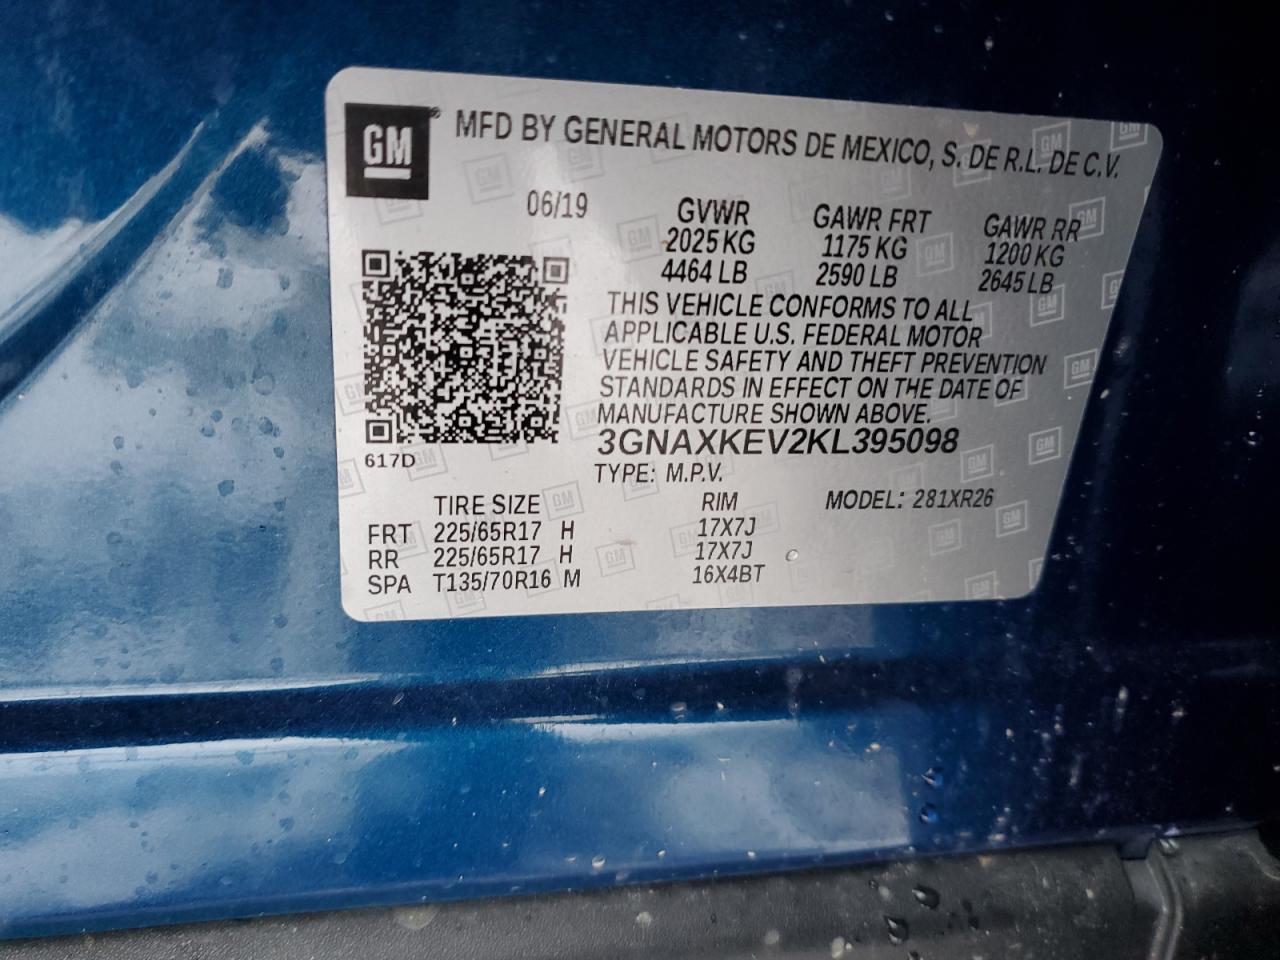 GM® MFD BY GENERAL MOTORS DE MEXICO, S. DE R.L. DE C.V.
06/19 GVWR GAWR FRT GAWR RR
2025 KG 1175 KG 1200 KG
4464 LB 2590 LB 2645 LB
THIS VEHICLE CONFORMS TO ALL
APPLICABLE U.S. FEDERAL MOTOR
VEHICLE SAFETY AND THEFT PREVENTION
STANDARDS IN EFFECT ON THE DATE OF
MANUFACTURE SHOWN ABOVE.
3GNAXKEV2KL395098
617D
TYPE: M.P.V.
TIRE SIZE RIM MODEL: 281XR26
FRT 225/65R17 H 17X7J
RR 225/65R17 H 17X7J
SPA T135/70R16 M 16X4BT